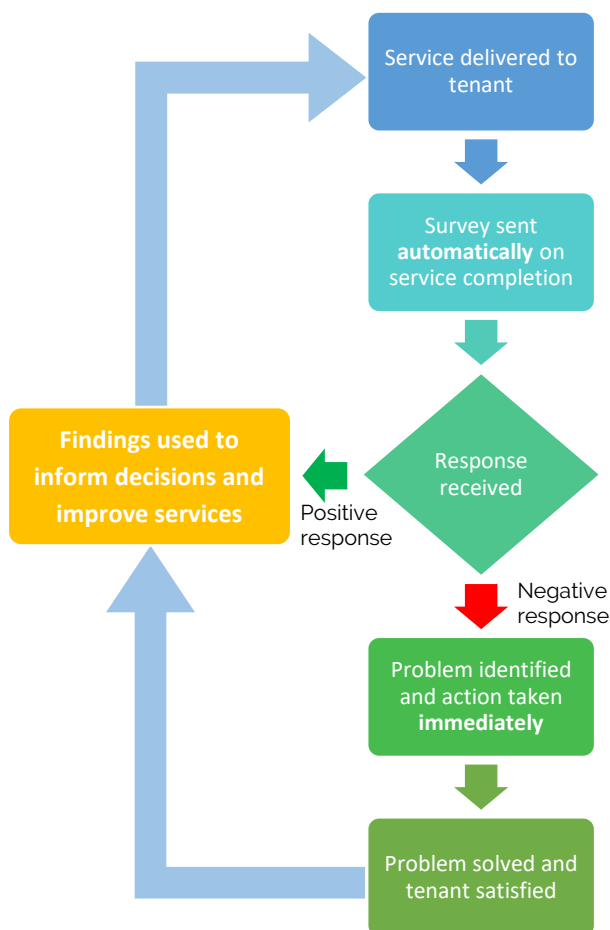 Service delivered to
tenant
Survey sent
automatically on
service completion
Response
received
Positive
response
Findings used to
inform decisions and
improve services
Negative
response
Problem identified
and action taken
immediately
Problem solved and
tenant satisfied